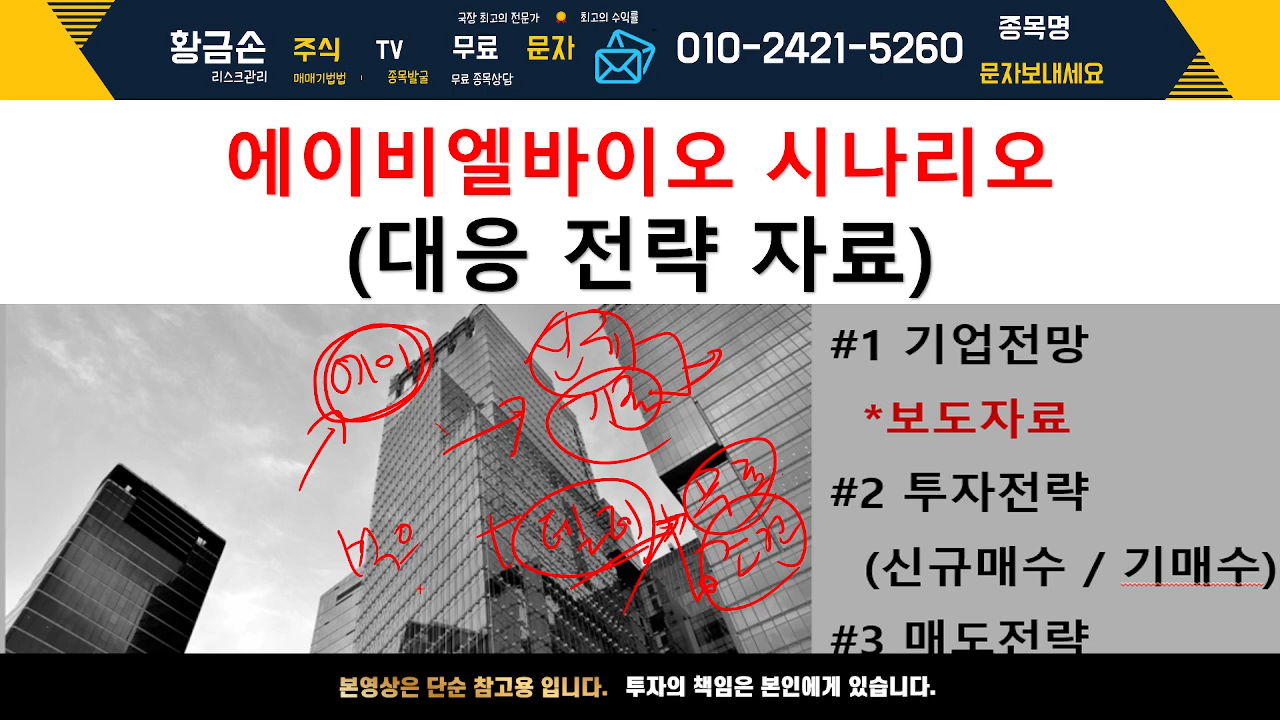 국장 최고의 전문가 최고의 수익률
황금손 주식 TV 무료 문자 010-2421-5260 종목명
리스크관리 매매기법법 종목발굴 무료 종목상담 문자보내세요
에이비엘바이오 시나리오
(대응 전략 자료)
#1 기업전망
*보도자료
#2 투자전략
(신규매수 / 기매수)
#3 매도전략
에이
본영상은 단순 참고용 입니다. 투자의 책임은 본인에게 있습니다.